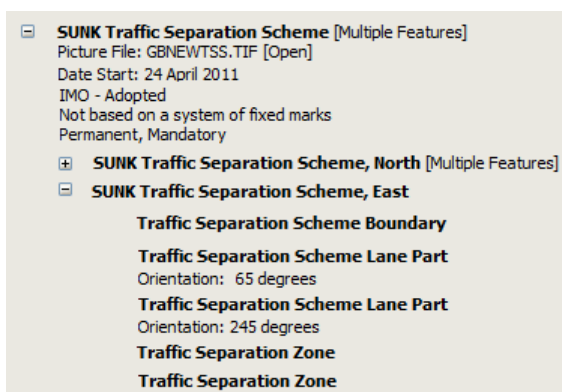 SUNK Traffic Separation Scheme [Multiple Features]
Picture File: GBNEWTSS.TIF [Open]
Date Start: 24 April 2011
IMO - Adopted
Not based on a system of fixed marks
Permanent, Mandatory
SUNK Traffic Separation Scheme, North [Multiple Features]
SUNK Traffic Separation Scheme, East
Traffic Separation Scheme Boundary
Traffic Separation Scheme Lane Part
Orientation: 65 degrees
Traffic Separation Scheme Lane Part
Orientation: 245 degrees
Traffic Separation Zone
Traffic Separation Zone